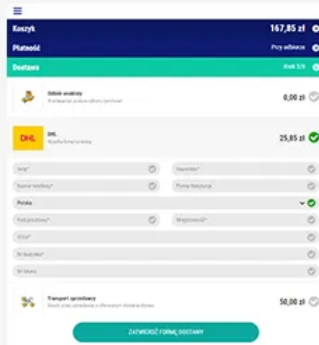 Koszyk 167,85 zł
Płatność Przy odbiorze
Dostawa Krok 3/5
Odbiór osobisty
0,00 zł
DHL
DHL 25,85 zł
Imię* Nazwisko*
Numer telefonu* Firma
Polska
Kod pocztowy* Miejscowość*
Ulica*
Nr budynku*
Nr lokalu
Transport sprzedawcy
50,00 zł
ZATWIERDŹ FORMĘ DOSTAWY